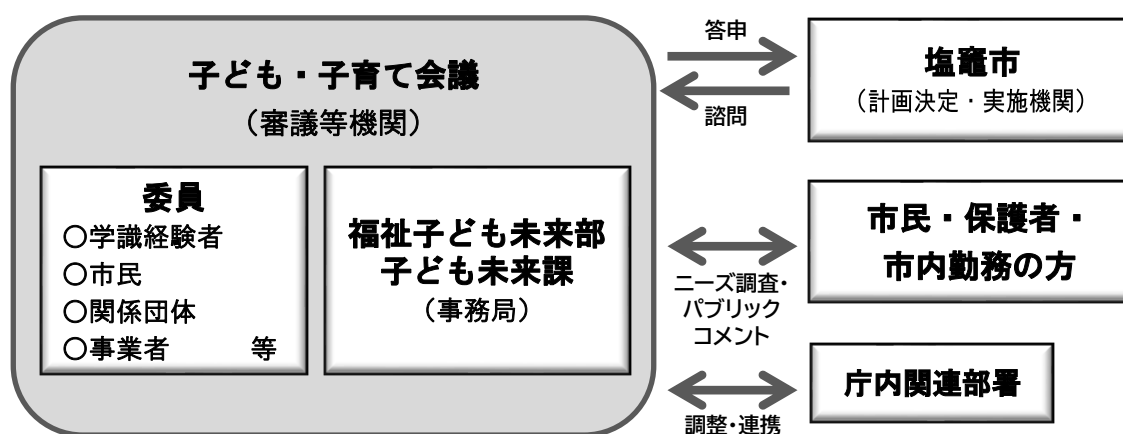 子ども・子育て会議
（審議等機関）
委員
○学識経験者
○市民
○関係団体
○事業者　　　等
福祉子ども未来部
子ども未来課
（事務局）
答申
諮問
塩竈市
（計画決定・実施機関）
ニーズ調査・
パブリック
コメント
市民・保護者・
市内勤務の方
調整・連携
庁内関連部署